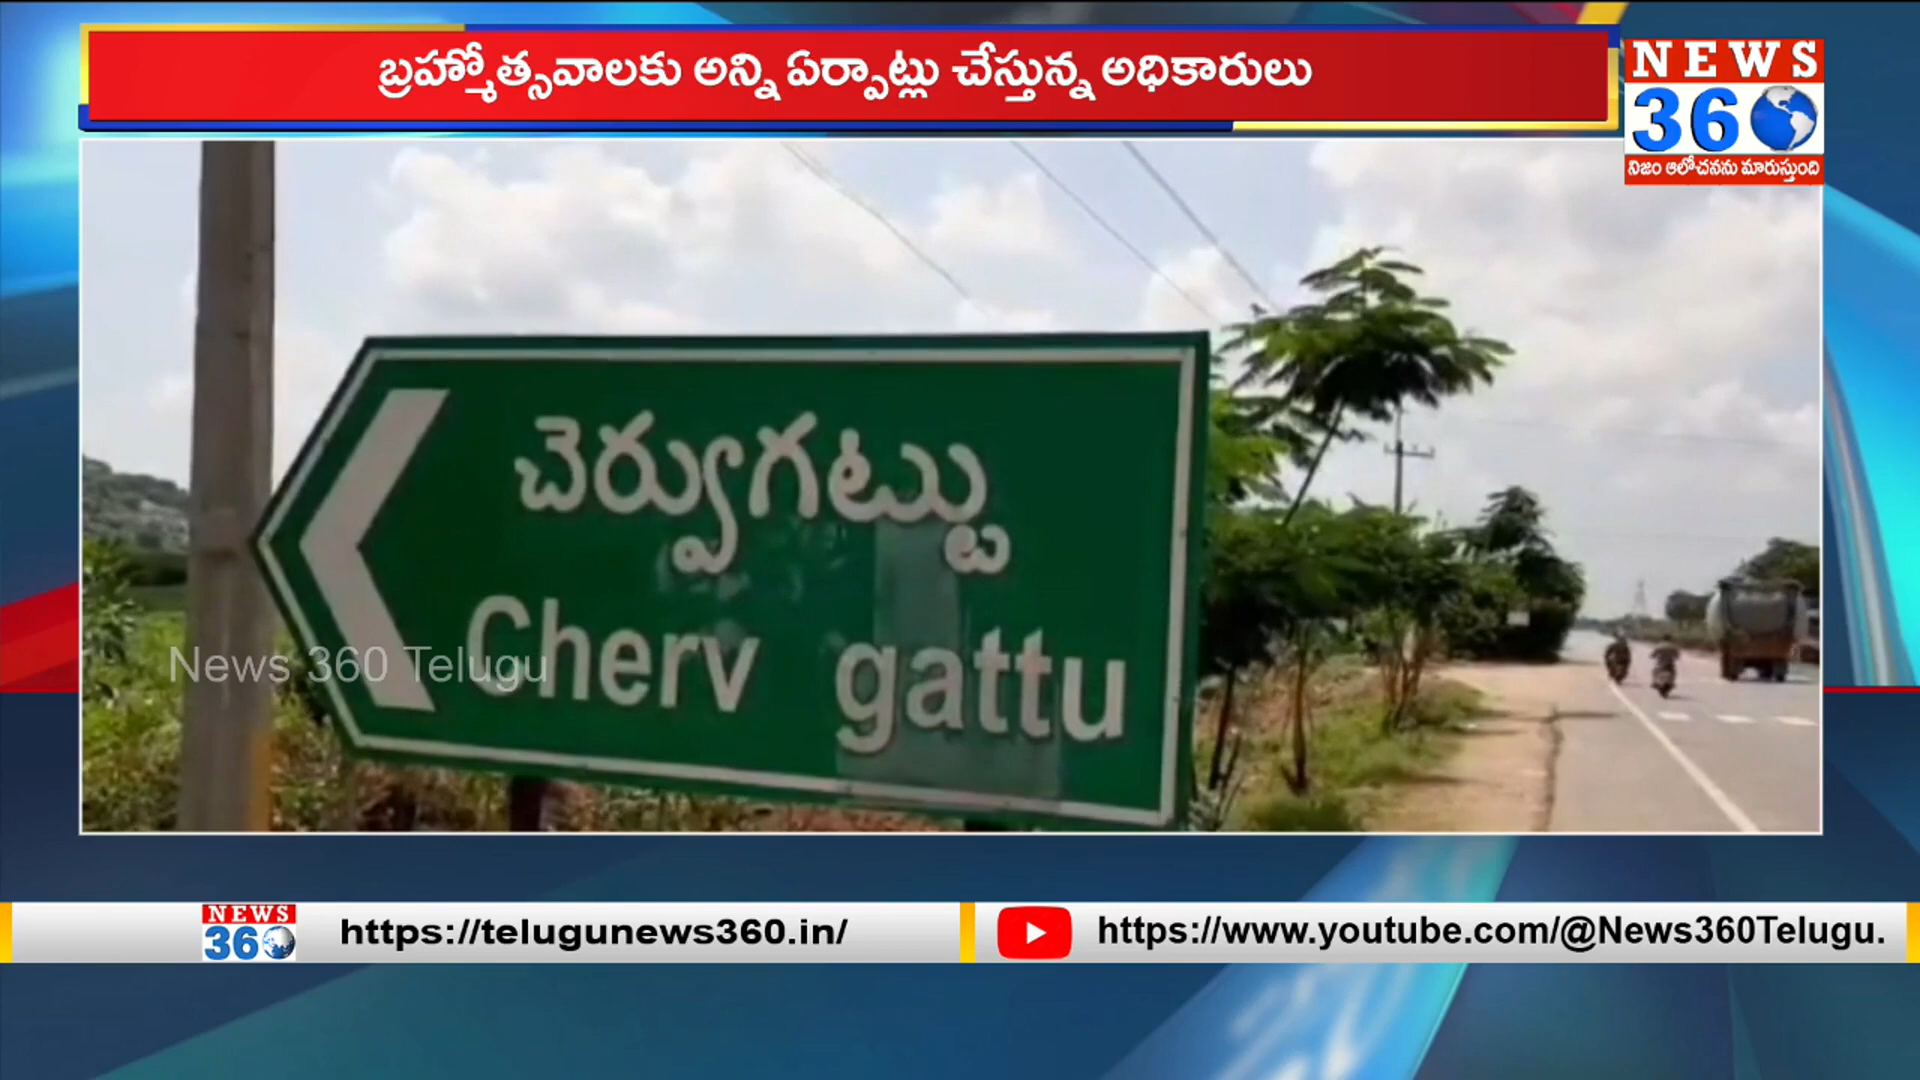 బ్రహ్మోత్సవాలకు అన్ని ఏర్పాట్లు చేస్తున్న అధికారులు
NEWS
360
నిజం ఆలోచనను మారుస్తుంది
చెర్వుగట్టు
Cherv gattu
News 360 Telugu
NEWS
360
https://telugunews360.in/
https://www.youtube.com/@News360Telugu.